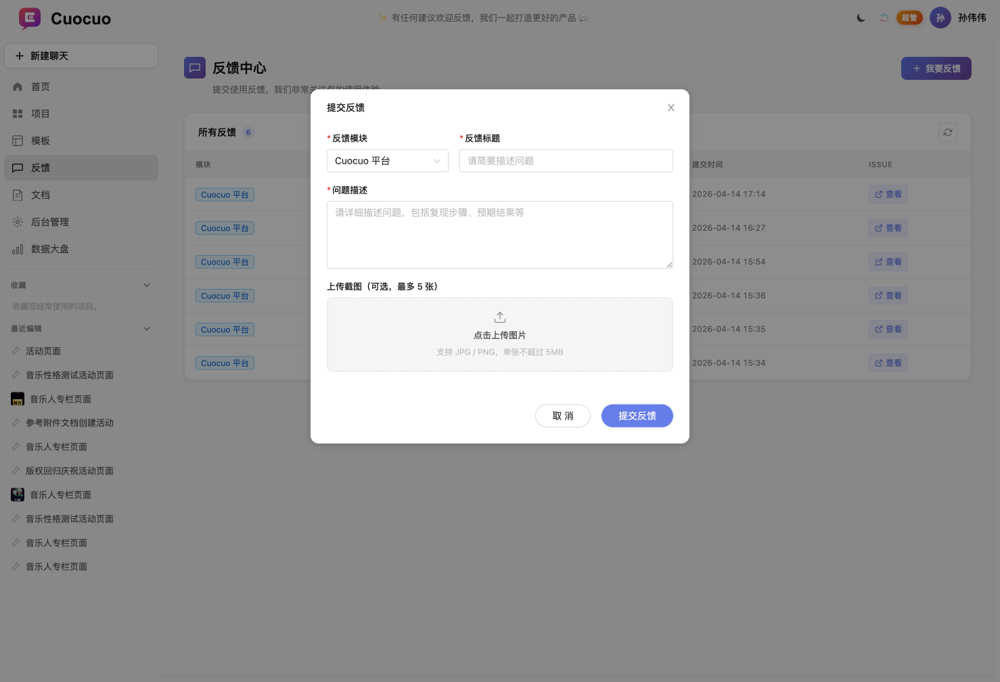 Cuocuo
✨ 有任何建议欢迎反馈，我们一起打造更好的产品 💬
超管
孙
孙伟伟
新建聊天
首页
项目
模板
反馈
文档
后台管理
数据大盘
收藏
收藏您经常使用的项目。
最近编辑
活动页面
音乐性格测试活动页面
音乐人专栏页面
参考附件文档创建活动
音乐人专栏页面
版权回归庆祝活动页面
音乐人专栏页面
音乐性格测试活动页面
音乐人专栏页面
音乐人专栏页面
反馈中心
提交使用反馈，我们非常关注你的使用体验
+ 我要反馈
所有反馈 6
模块 提交时间 ISSUE
Cuocuo 平台 2026-04-14 17:14 查看
Cuocuo 平台 2026-04-14 16:27 查看
Cuocuo 平台 2026-04-14 15:54 查看
Cuocuo 平台 2026-04-14 15:36 查看
Cuocuo 平台 2026-04-14 15:35 查看
Cuocuo 平台 2026-04-14 15:34 查看
提交反馈
* 反馈模块 * 反馈标题
Cuocuo 平台 请简要描述问题
* 问题描述
请详细描述问题，包括复现步骤、预期结果等
上传截图（可选，最多 5 张）
点击上传图片
支持 JPG / PNG，单张不超过 5MB
取 消 提交反馈